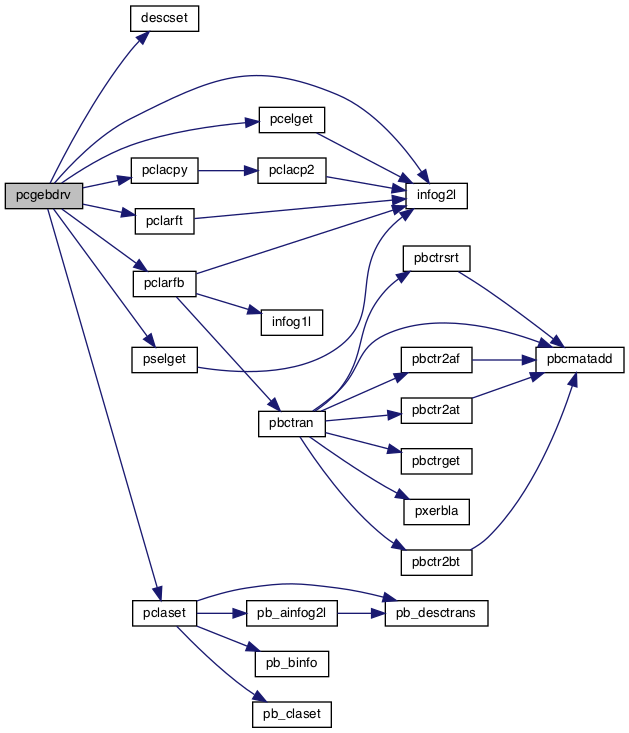 descset
pcelget
pclacpy
pclacp2
pcgebdrv
infog2l
pclarft
pbctrsrt
pclarfb
infog1l
pselget
pbctr2af
pbcmatadd
pbctr2at
pbctran
pbctrget
pxerbla
pbctr2bt
pclaset
pb_ainfog2l
pb_desctrans
pb_binfo
pb_claset